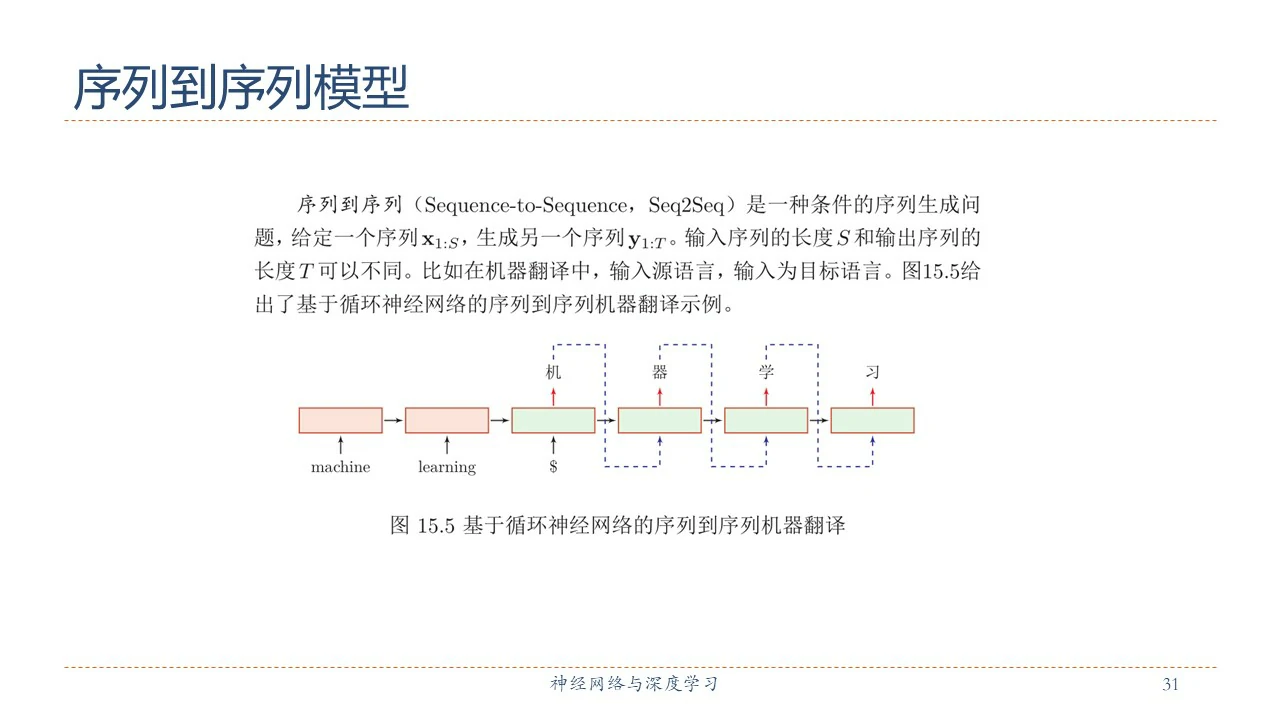 序列到序列模型
序列到序列（Sequence-to-Sequence，Seq2Seq）是一种条件的序列生成问
题，给定一个序列 x1:S，生成另一个序列 y1:T。输入序列的长度 S 和输出序列的
长度 T 可以不同。比如在机器翻译中，输入源语言，输入为目标语言。图15.5给
出了基于循环神经网络的序列到序列机器翻译示例。
机 器 学 习
machine learning $
图 15.5 基于循环神经网络的序列到序列机器翻译
神经网络与深度学习 31